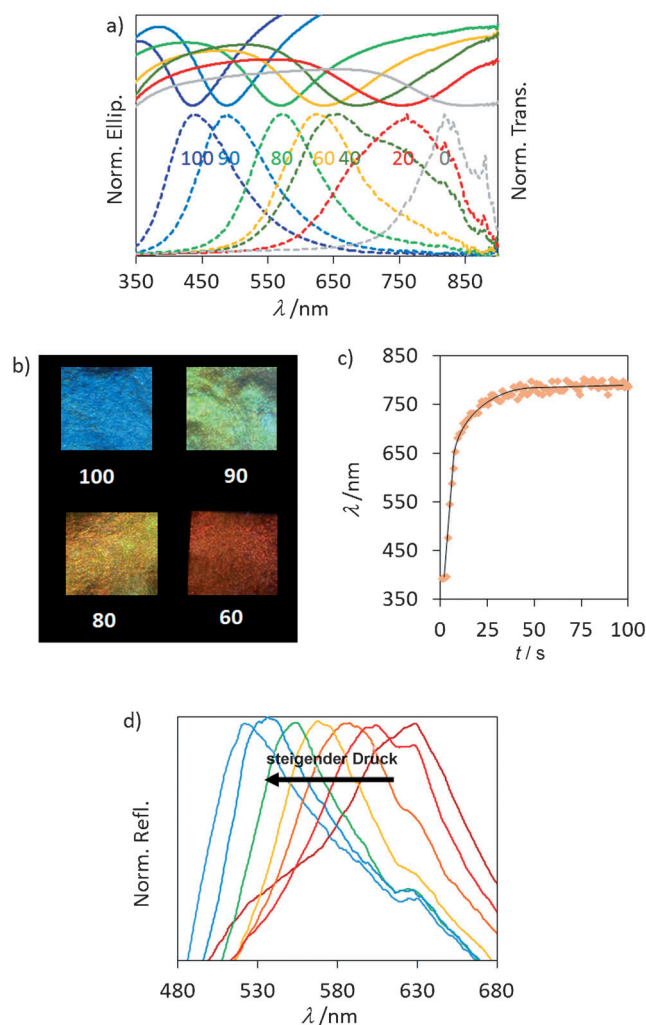 a)
Norm. Ellip.
Norm. Trans.
100 90 80 60 40 20 0
350 450 550 650 750 850
λ /nm
b)
100 90
80 60
c)
850
750
650
550
450
350
λ /nm
0 25 50 75 100
t / s
d)
steigender Druck
Norm. Refl.
480 530 580 630 680
λ /nm